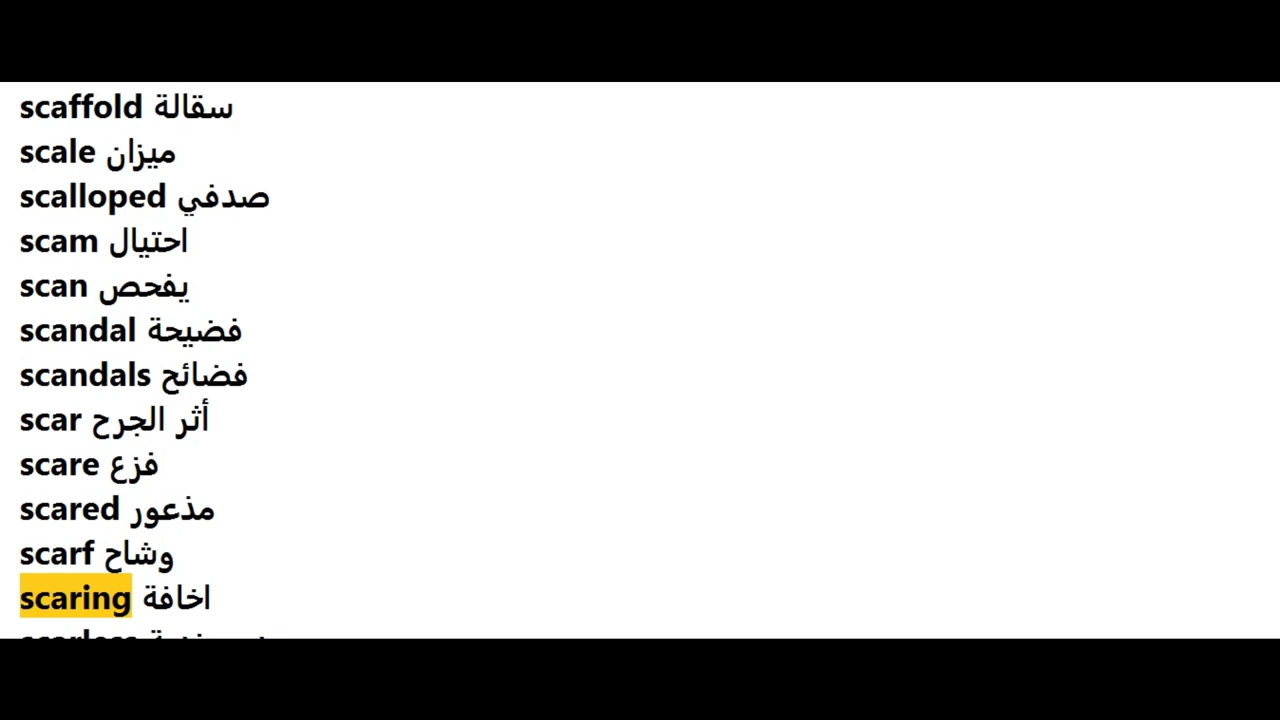 scaffold سقالة
scale ميزان
scalloped صدفي
scam احتيال
scan يفحص
scandal فضيحة
scandals فضائح
scar أثر الجرح
scare فزع
scared مذعور
scarf وشاح
scaring اخافة